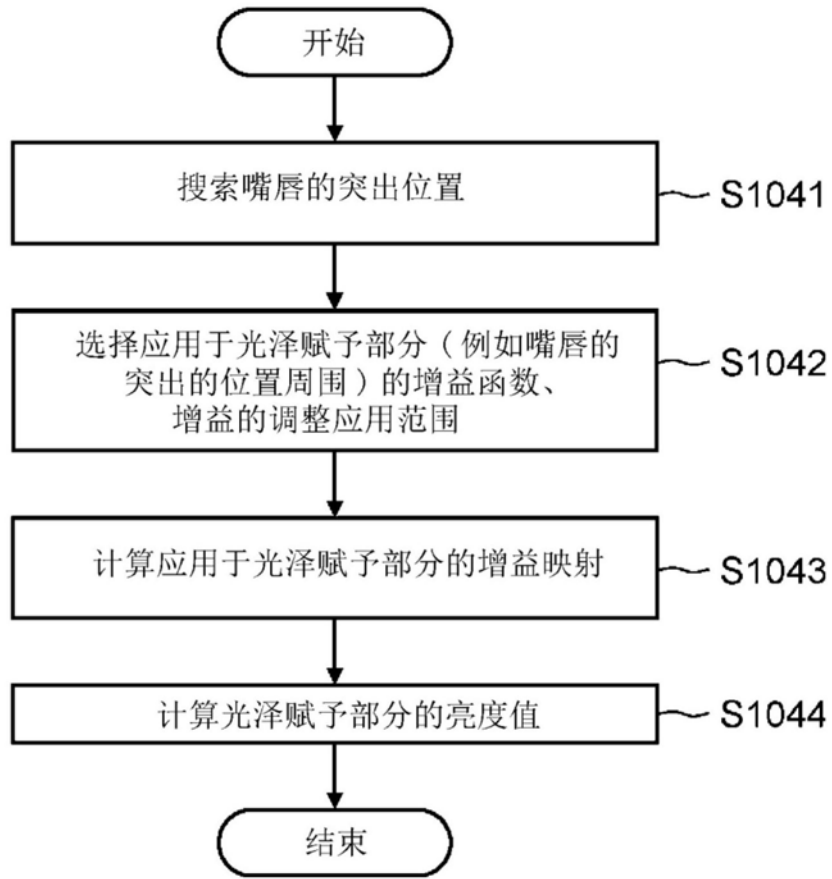 开始
搜索嘴唇的突出位置
S1041
选择应用于光泽赋予部分（例如嘴唇的
突出的位置周围）的增益函数、
增益的调整应用范围
S1042
计算应用于光泽赋予部分的增益映射
S1043
计算光泽赋予部分的亮度值
S1044
结束